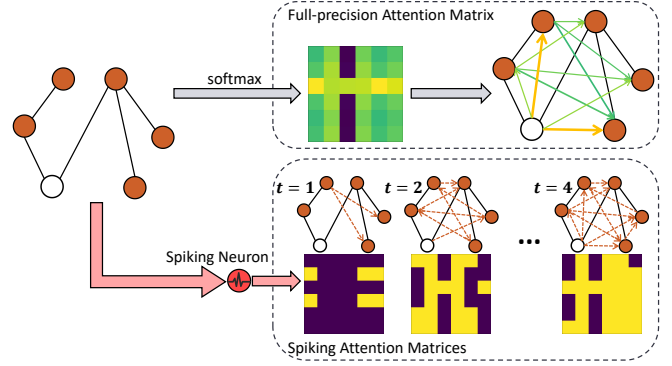 Full-precision Attention Matrix
softmax
t = 1
t = 2
t = 4
...
Spiking Neuron
Spiking Attention Matrices